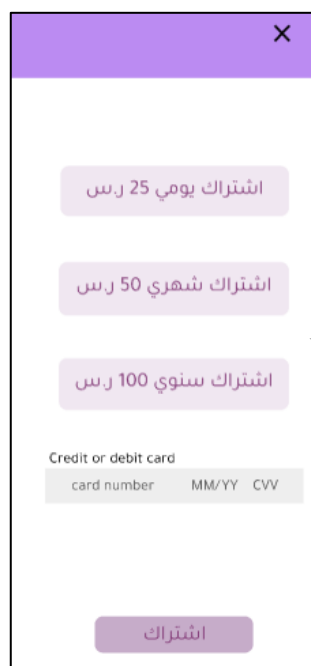 اشتراك يومي 25 ر.س
اشتراك شهري 50 ر.س
اشتراك سنوي 100 ر.س
Credit or debit card
card number MM/YY CVV
اشتراك